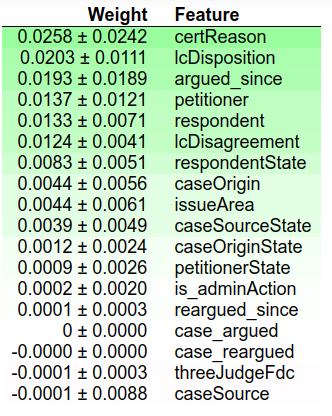 Weight Feature
0.0258 ± 0.0242 certReason
0.0203 ± 0.0111 lcDisposition
0.0193 ± 0.0189 argued_since
0.0137 ± 0.0121 petitioner
0.0133 ± 0.0071 respondent
0.0124 ± 0.0041 lcDisagreement
0.0083 ± 0.0051 respondentState
0.0044 ± 0.0056 caseOrigin
0.0044 ± 0.0061 issueArea
0.0039 ± 0.0049 caseSourceState
0.0012 ± 0.0024 caseOriginState
0.0009 ± 0.0026 petitionerState
0.0002 ± 0.0020 is_adminAction
0.0001 ± 0.0003 reargued_since
0 ± 0.0000 case_argued
-0.0000 ± 0.0000 case_reargued
-0.0001 ± 0.0003 threeJudgeFdc
-0.0001 ± 0.0088 caseSource